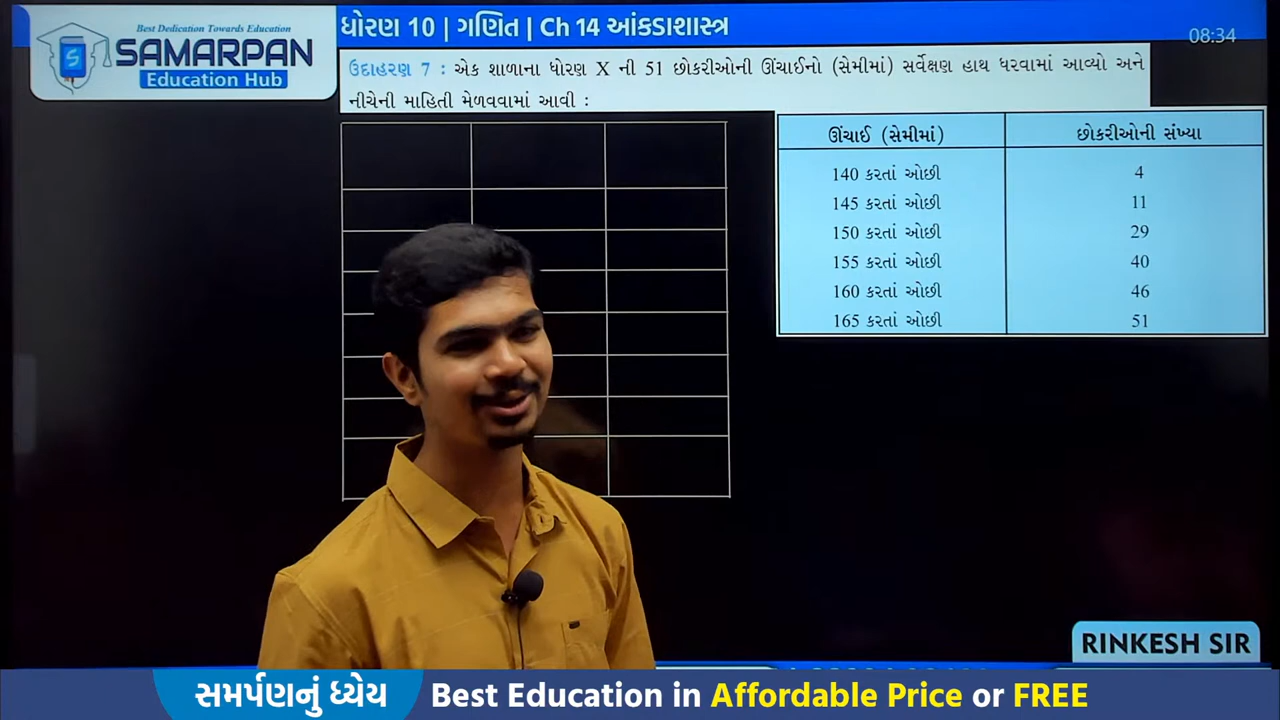 Best Dedication Towards Education
SAMARPAN
Education Hub
ધોરણ 10 | ગણિત | Ch 14 આંકડાશાસ્ત્ર
08:34
ઉદાહરણ 7 : એક શાળાના ધોરણ X ની 51 છોકરીઓની ઊંચાઈનો (સેમીમાં) સર્વેક્ષણ હાથ ધરવામાં આવ્યો અને
નીચેની માહિતી મેળવવામાં આવી :
ઊંચાઈ (સેમીમાં) છોકરીઓની સંખ્યા
140 કરતાં ઓછી 4
145 કરતાં ઓછી 11
150 કરતાં ઓછી 29
155 કરતાં ઓછી 40
160 કરતાં ઓછી 46
165 કરતાં ઓછી 51
RINKESH SIR
સમર્પણનું ધ્યેય Best Education in Affordable Price or FREE